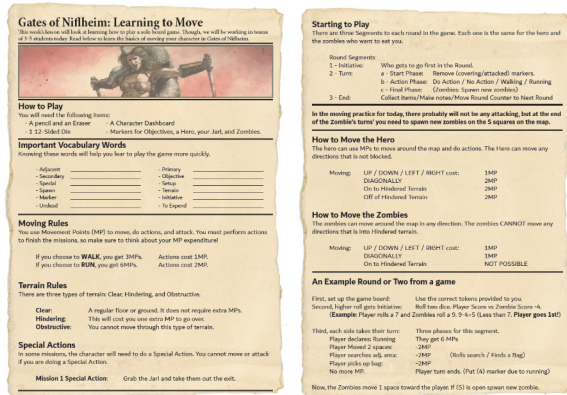 Gates of Niflheim: Learning to Move
This week's lesson will look at learning how to play a solo board game. Though, we will be working in teams
of 3-5 students today. Read below to learn the basics of moving your character in Gates of Niflheim.
How to Play
You will need the following items:
- A pencil and an Eraser - A Character Dashboard
- 1 12-Sided Die - Markers for Objectives, a Hero, your Jarl, and Zombies.
Important Vocabulary Words
Knowing these words will help you lear to play the game more quickly.
- Adjacent - Primary
- Secondary - Objective
- Special - Setup
- Spawn - Terrain
- Marker - Initiative
- Undead - To Expend
Moving Rules
You use Movement Points (MP) to move, do actions, and attack. You must perform actions
to finish the missions, so make sure to think about your MP expenditure!
If you choose to WALK, you get 3MPs. Actions cost 1MP.
If you choose to RUN, you get 6MPs. Actions cost 2MP.
Terrain Rules
There are three types of terrain: Clear, Hindering, and Obstructive.
Clear: A regular floor or ground. It does not require extra MPs.
Hindering: This will cost you one extra MP to go over.
Obstructive: You cannot move through this type of terrain.
Special Actions
In some missions, the character will need to do a Special. You cannot move or attack
if you are doing a Special Action.
Mission 1 Special Action: Grab the Jarl and take them out the exit.
Starting to Play
There are three Segments to each round in the game. Each one is the same for the hero and
the zombies who want to eat you.
Round Segments
1 - Initiative: Who gets to go first in the Round.
2 - Turn: a - Start Phase: Remove (covering/attacked) markers.
b - Action Phase: Do Action / No Action / Walking / Running
c - Final Phase: (Zombies: Spawn new zombies)
3 - End: Collect Items/Make notes/Move Round Counter to Next Round
In the moving practice for today, there probably will not be any attacking, but at the end
of the Zombie's turns' you need to spawn new zombies on the S squares on the map.
How to Move the Hero
The hero can use MPs to move around the map and do actions. The Hero can move any
directions that is not blocked.
Moving: UP / DOWN / LEFT / RIGHT cost: 1MP
DIAGONALLY 2MP
On to Hindered Terrain 2MP
Off of Hindered Terrain 2MP
How to Move the Zombies
The zombies can move around the map in any direction. The zombies CANNOT move any
directions that is into Hindered terrain.
Moving: UP / DOWN / LEFT / RIGHT cost: 1MP
DIAGONALLY 2MP
On to Hindered Terrain NOT POSSIBLE
An Example Round or Two from a game
First, set up the game board: Use the correct tokens provided to you.
Second, higher roll gets Initiative: Roll two dice. Player Score vs Zombie Score -4.
(Example: Player rolls a 7 and Zombies roll a 9. 9-4=5 (Less than 7. Player goes 1st!)
Third, each side takes their turn: Three phases for this segment.
Player declares: Running They get 6 MPs
Player Moved 2 spaces: -2MP
Player searches adj. area: -2MP (Rolls search / Finds a Bag)
Player picks up bag: -2MP
No more MP. Player turn ends. (Put (4) marker due to running)
Now, the Zombies move 1 space toward the player. If (S) is open spawn new zombie.